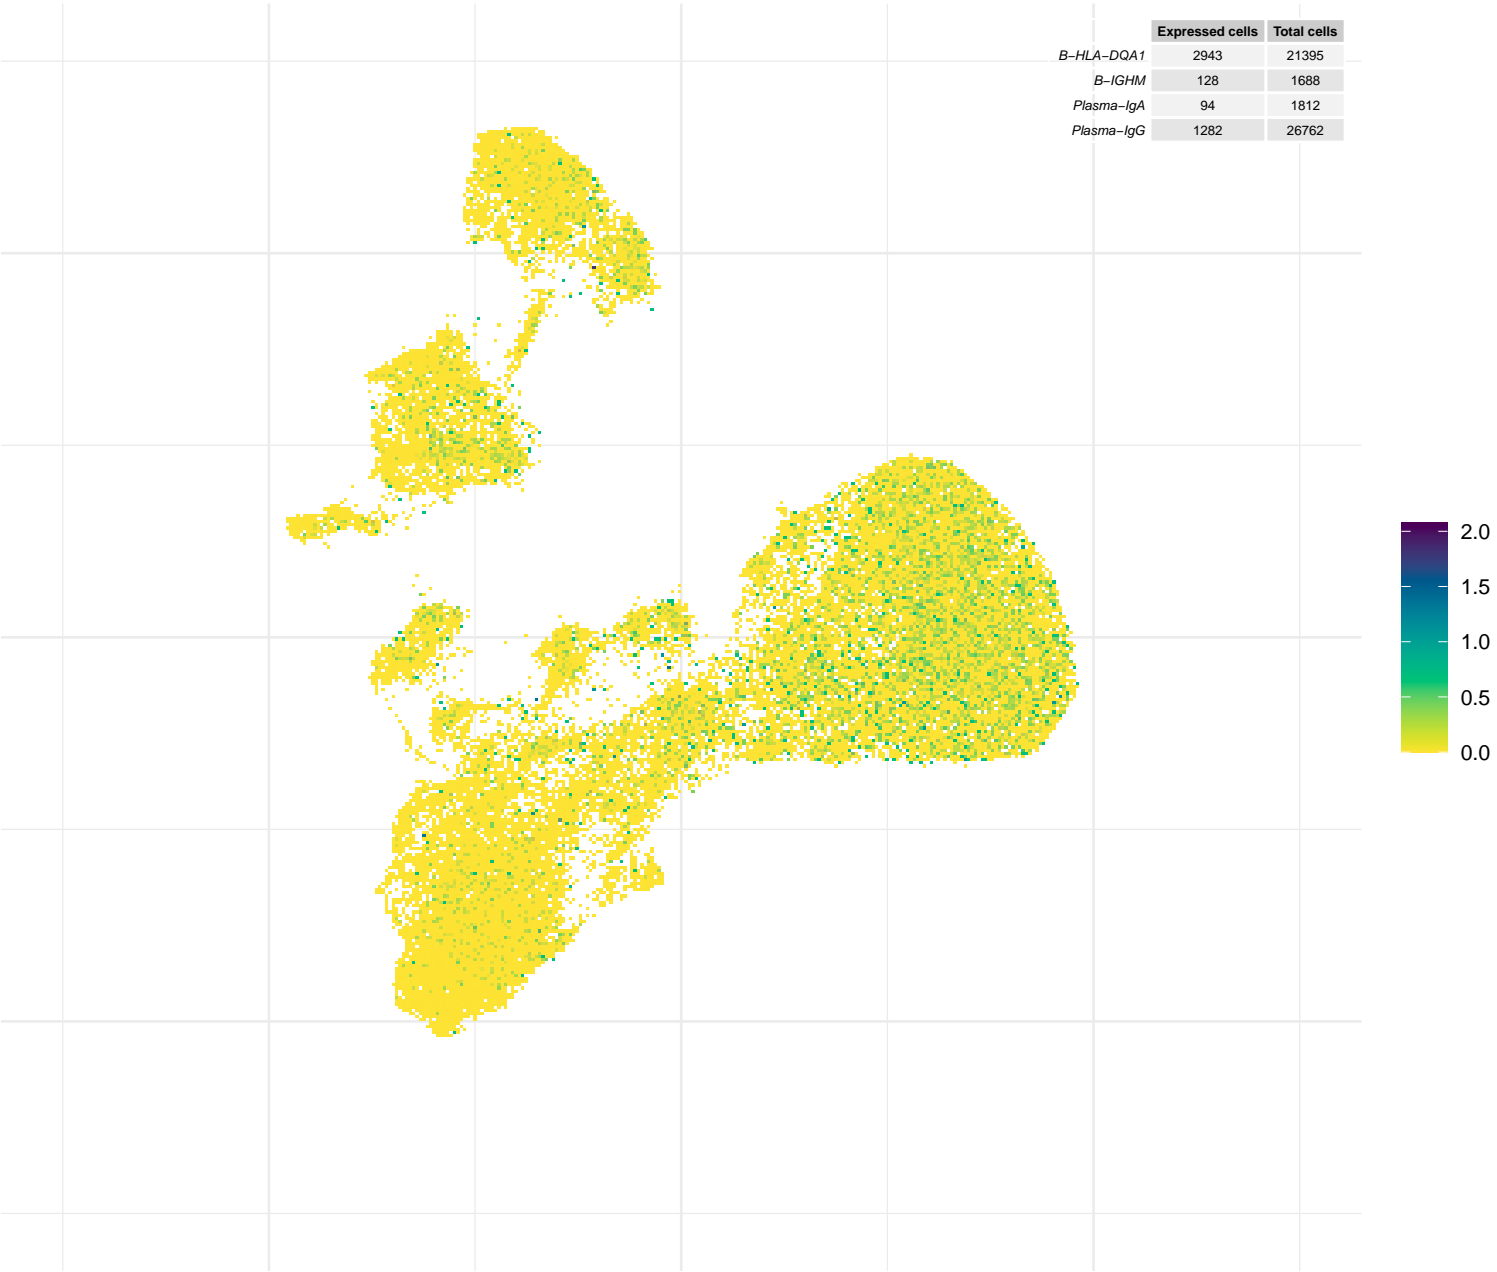 Expressed cells Total cells
B−HLA−DQA1 2943 21395
B−IGHM 128 1688
Plasma−IgA 94 1812
Plasma−IgG 1282 26762
2.0
1.5
1.0
0.5
0.0